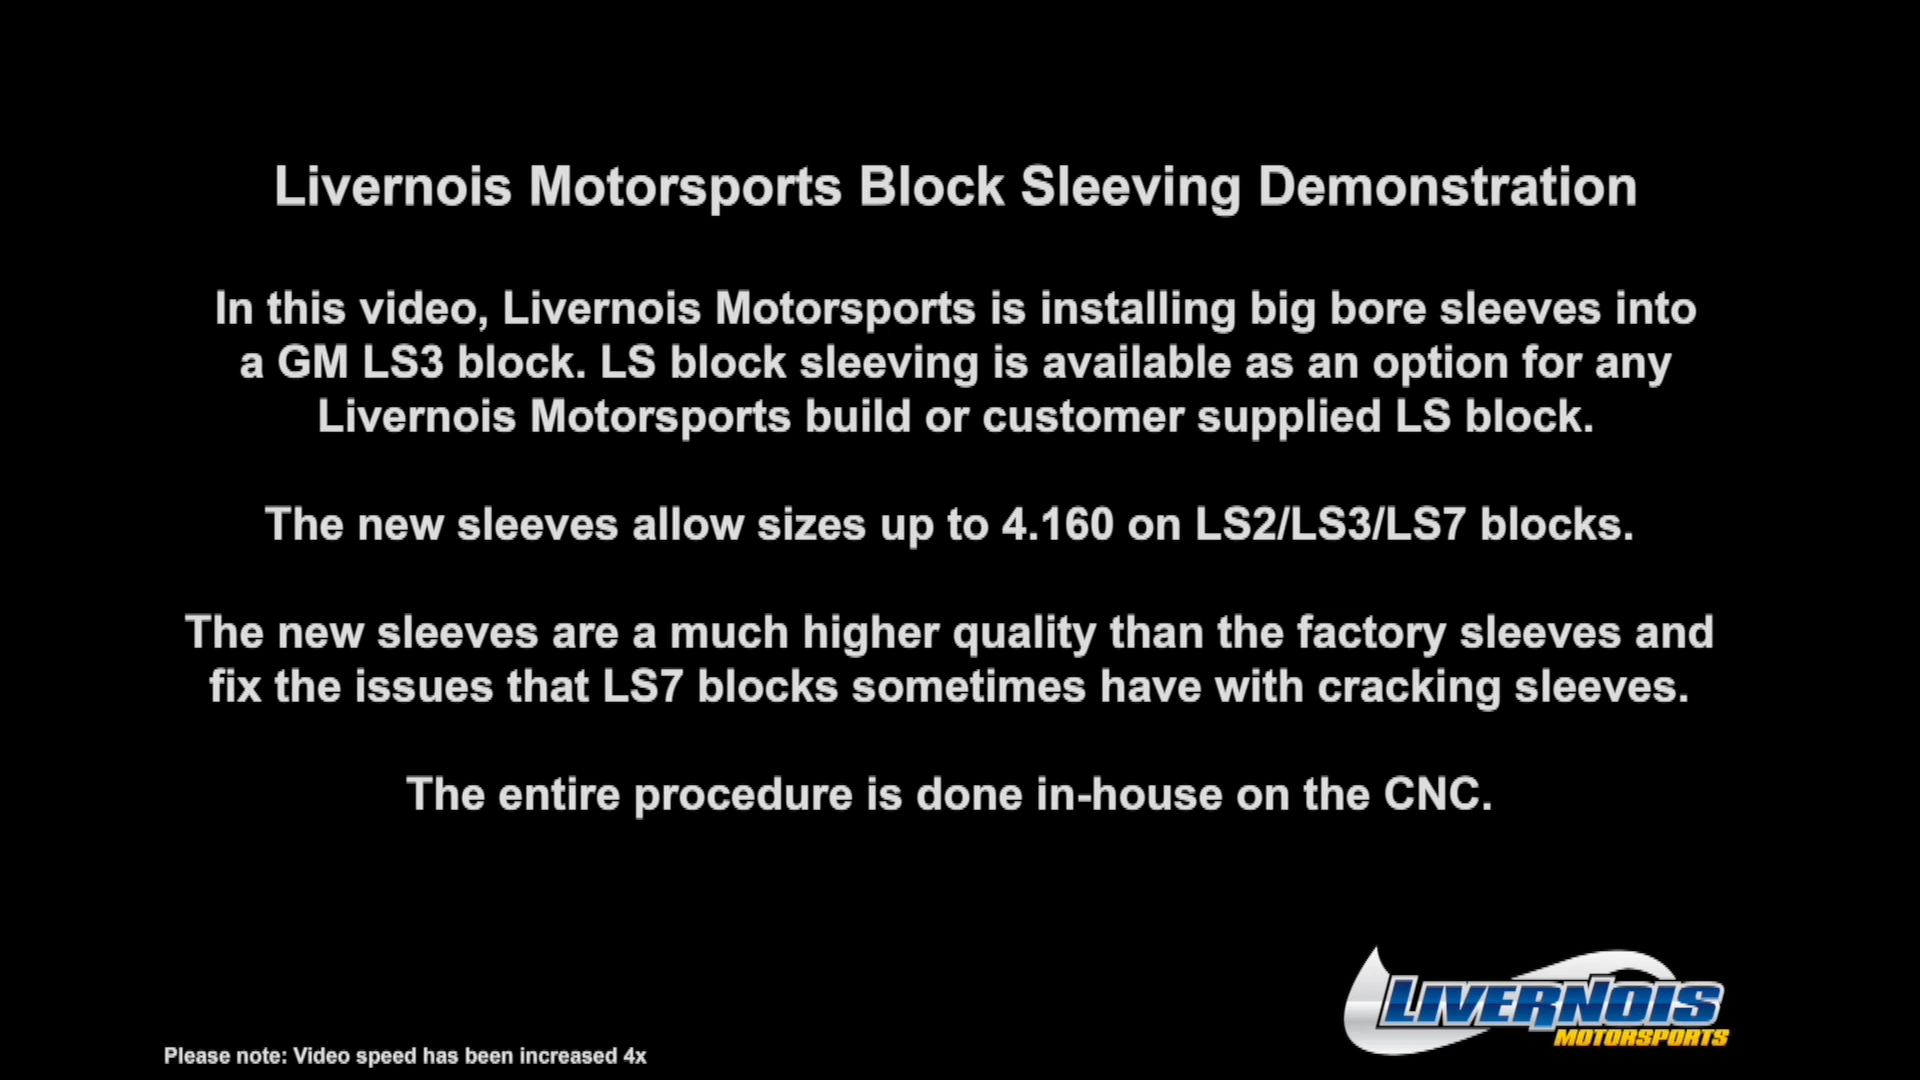 Livernois Motorsports Block Sleeving Demonstration
In this video, Livernois Motorsports is installing big bore sleeves into
a GM LS3 block. LS block sleeving is available as an option for any
Livernois Motorsports build or customer supplied LS block.
The new sleeves allow sizes up to 4.160 on LS2/LS3/LS7 blocks.
The new sleeves are a much higher quality than the factory sleeves and
fix the issues that LS7 blocks sometimes have with cracking sleeves.
The entire procedure is done in-house on the CNC.
LIVERNOIS
MOTORSPORTS
Please note: Video speed has been increased 4x